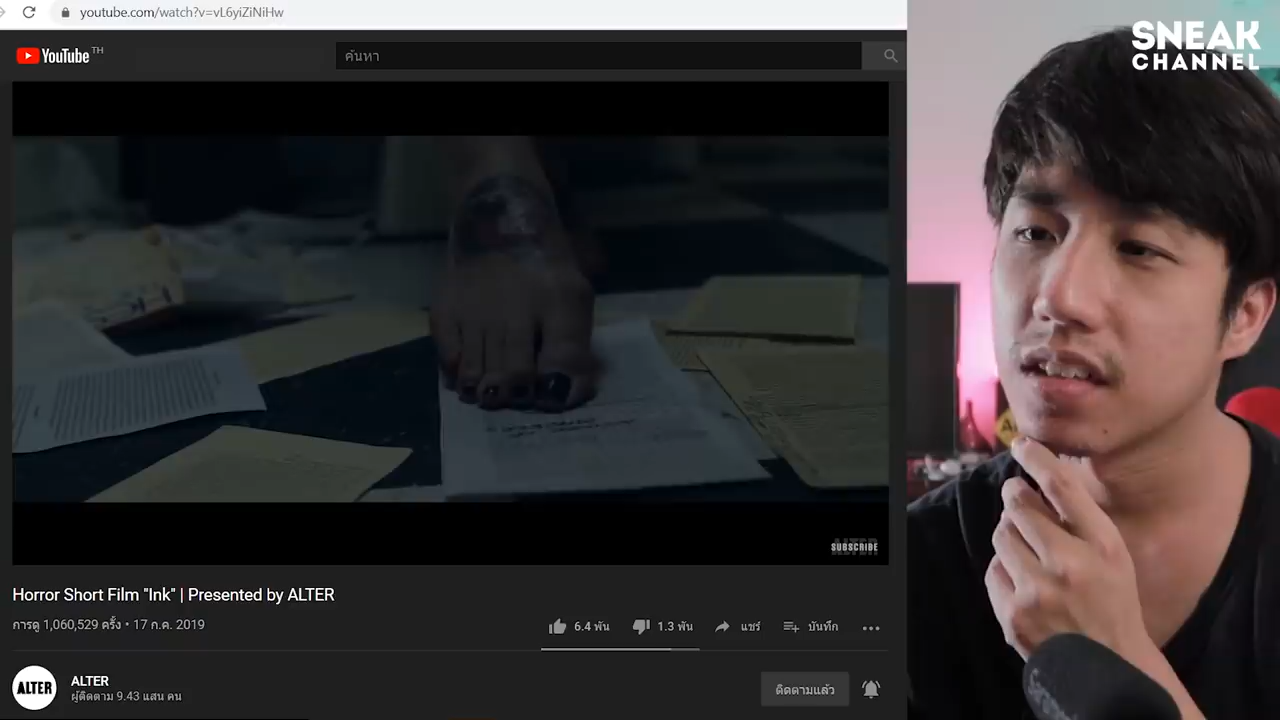 youtube.com/watch?v=vL6yiZiNiHw
SNEAK
CHANNEL
YouTube TH
ค้นหา
SUBSCRIBE
Horror Short Film "Ink" | Presented by ALTER
การดู 1,060,529 ครั้ง • 17 ก.ค. 2019
6.4 พัน
1.3 พัน
แชร์
บันทึก
ALTER
ALTER
ผู้ติดตาม 9.43 แสน คน
ติดตามแล้ว